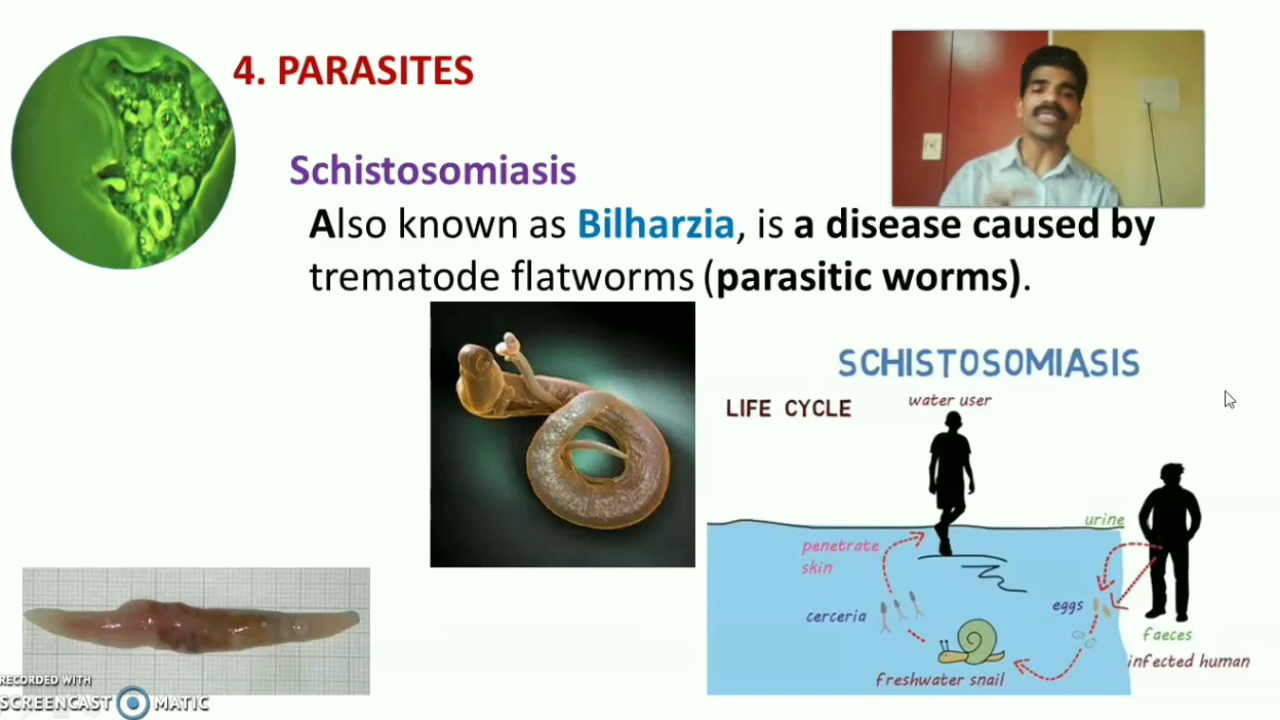 4. PARASITES
Schistosomiasis
Also known as Bilharzia, is a disease caused by
trematode flatworms (parasitic worms).
SCHISTOSOMIASIS
LIFE CYCLE
water user
urine
penetrate
skin
eggs
cerceria
faeces
infected human
freshwater snail
RECORDED WITH
SCREENCAST MATIC